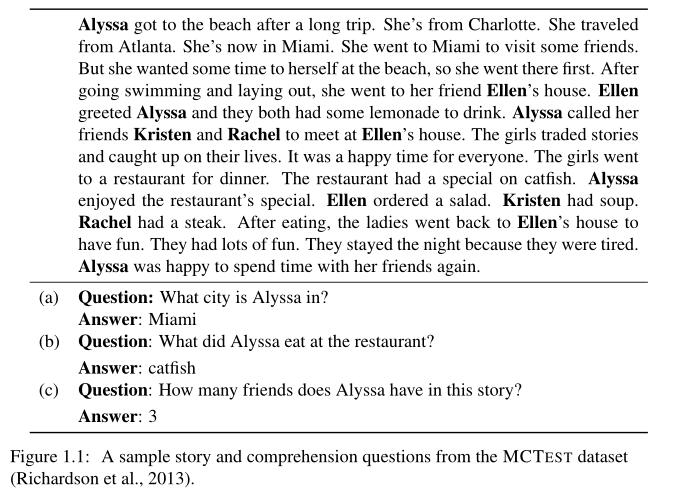 Alyssa got to the beach after a long trip. She's from Charlotte. She traveled
from Atlanta. She's now in Miami. She went to Miami to visit some friends.
But she wanted some time to herself at the beach, so she went there first. After
going swimming and laying out, she went to her friend Ellen's house. Ellen
greeted Alyssa and they both had some lemonade to drink. Alyssa called her
friends Kristen and Rachel to meet at Ellen's house. The girls traded stories
and caught up on their lives. It was a happy time for everyone. The girls went
to a restaurant for dinner. The restaurant had a special on catfish. Alyssa
enjoyed the restaurant's special. Ellen ordered a salad. Kristen had soup.
Rachel had a steak. After eating, the ladies went back to Ellen's house to
have fun. They had lots of fun. They stayed the night because they were tired.
Alyssa was happy to spend time with her friends again.
(a) Question: What city is Alyssa in?
Answer: Miami
(b) Question: What did Alyssa eat at the restaurant?
Answer: catfish
(c) Question: How many friends does Alyssa have in this story?
Answer: 3
Figure 1.1: A sample story and comprehension questions from the MCTEST dataset
(Richardson et al., 2013).